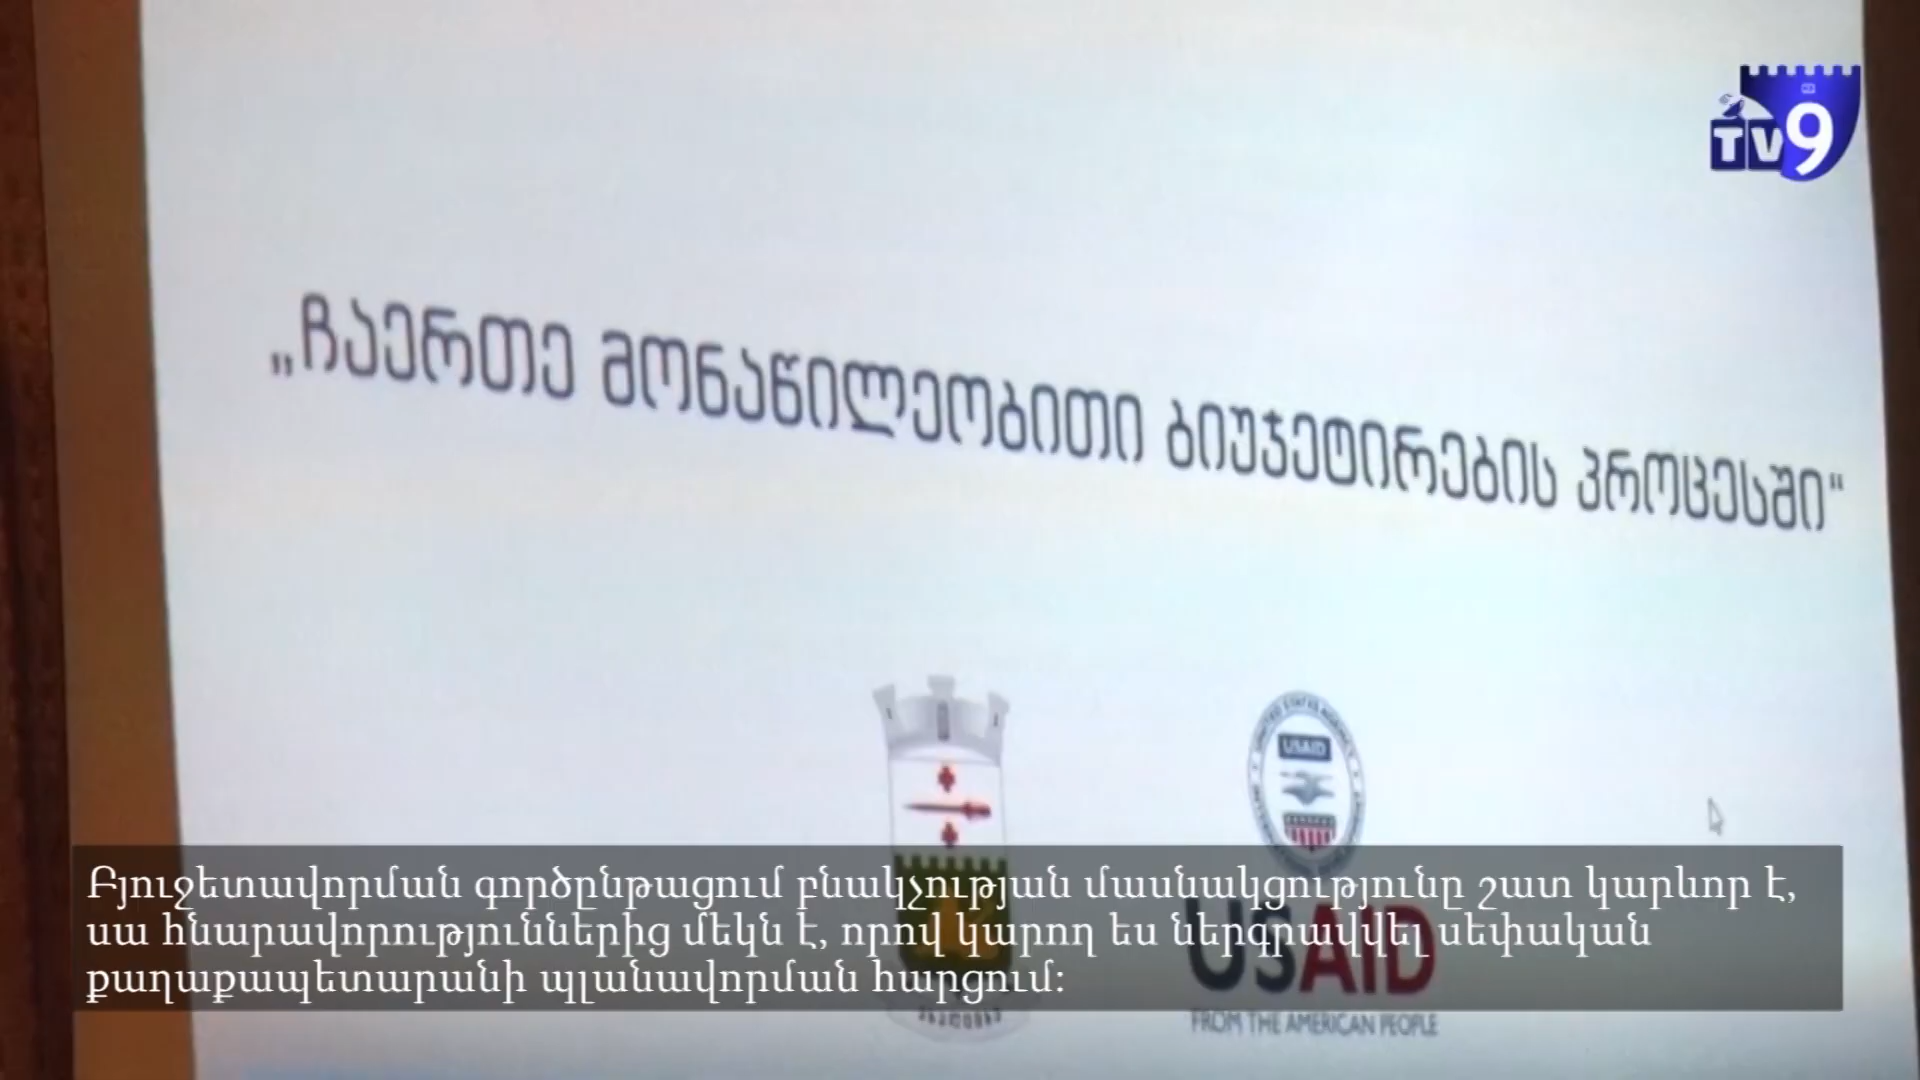 TV9
„ჩაერთე მონაწილეობითი ბიუჯეტირების პროცესში“
USAID
Բյուջետավորման գործընթացում բնակչության մասնակցությունը շատ կարևոր է,
սա հնարավորություններից մեկն է, որով կարող ես ներգրավվել սեփական
քաղաքապետարանի պլանավորման հարցում:
USAID
FROM THE AMERICAN PEOPLE